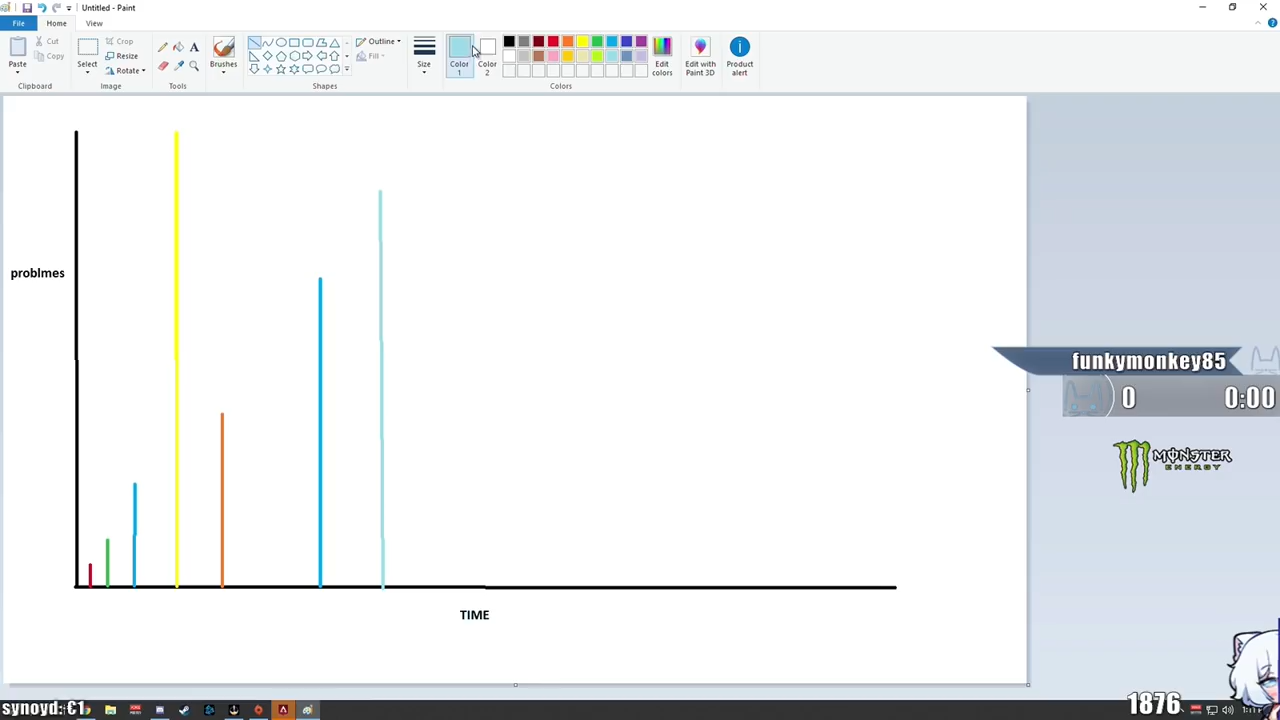 Untitled - Paint
File
Home
View
Paste
Cut
Copy
Clipboard
Select
Crop
Resize
Rotate
Image
Tools
Brushes
Shapes
Outline
Fill
Size
Color 1
Color 2
Colors
Edit colors
Edit with Paint 3D
Product alert
problmes
TIME
funkymonkey85
0 0:00
MONSTER
ENERGY
synoyd: €1
1876